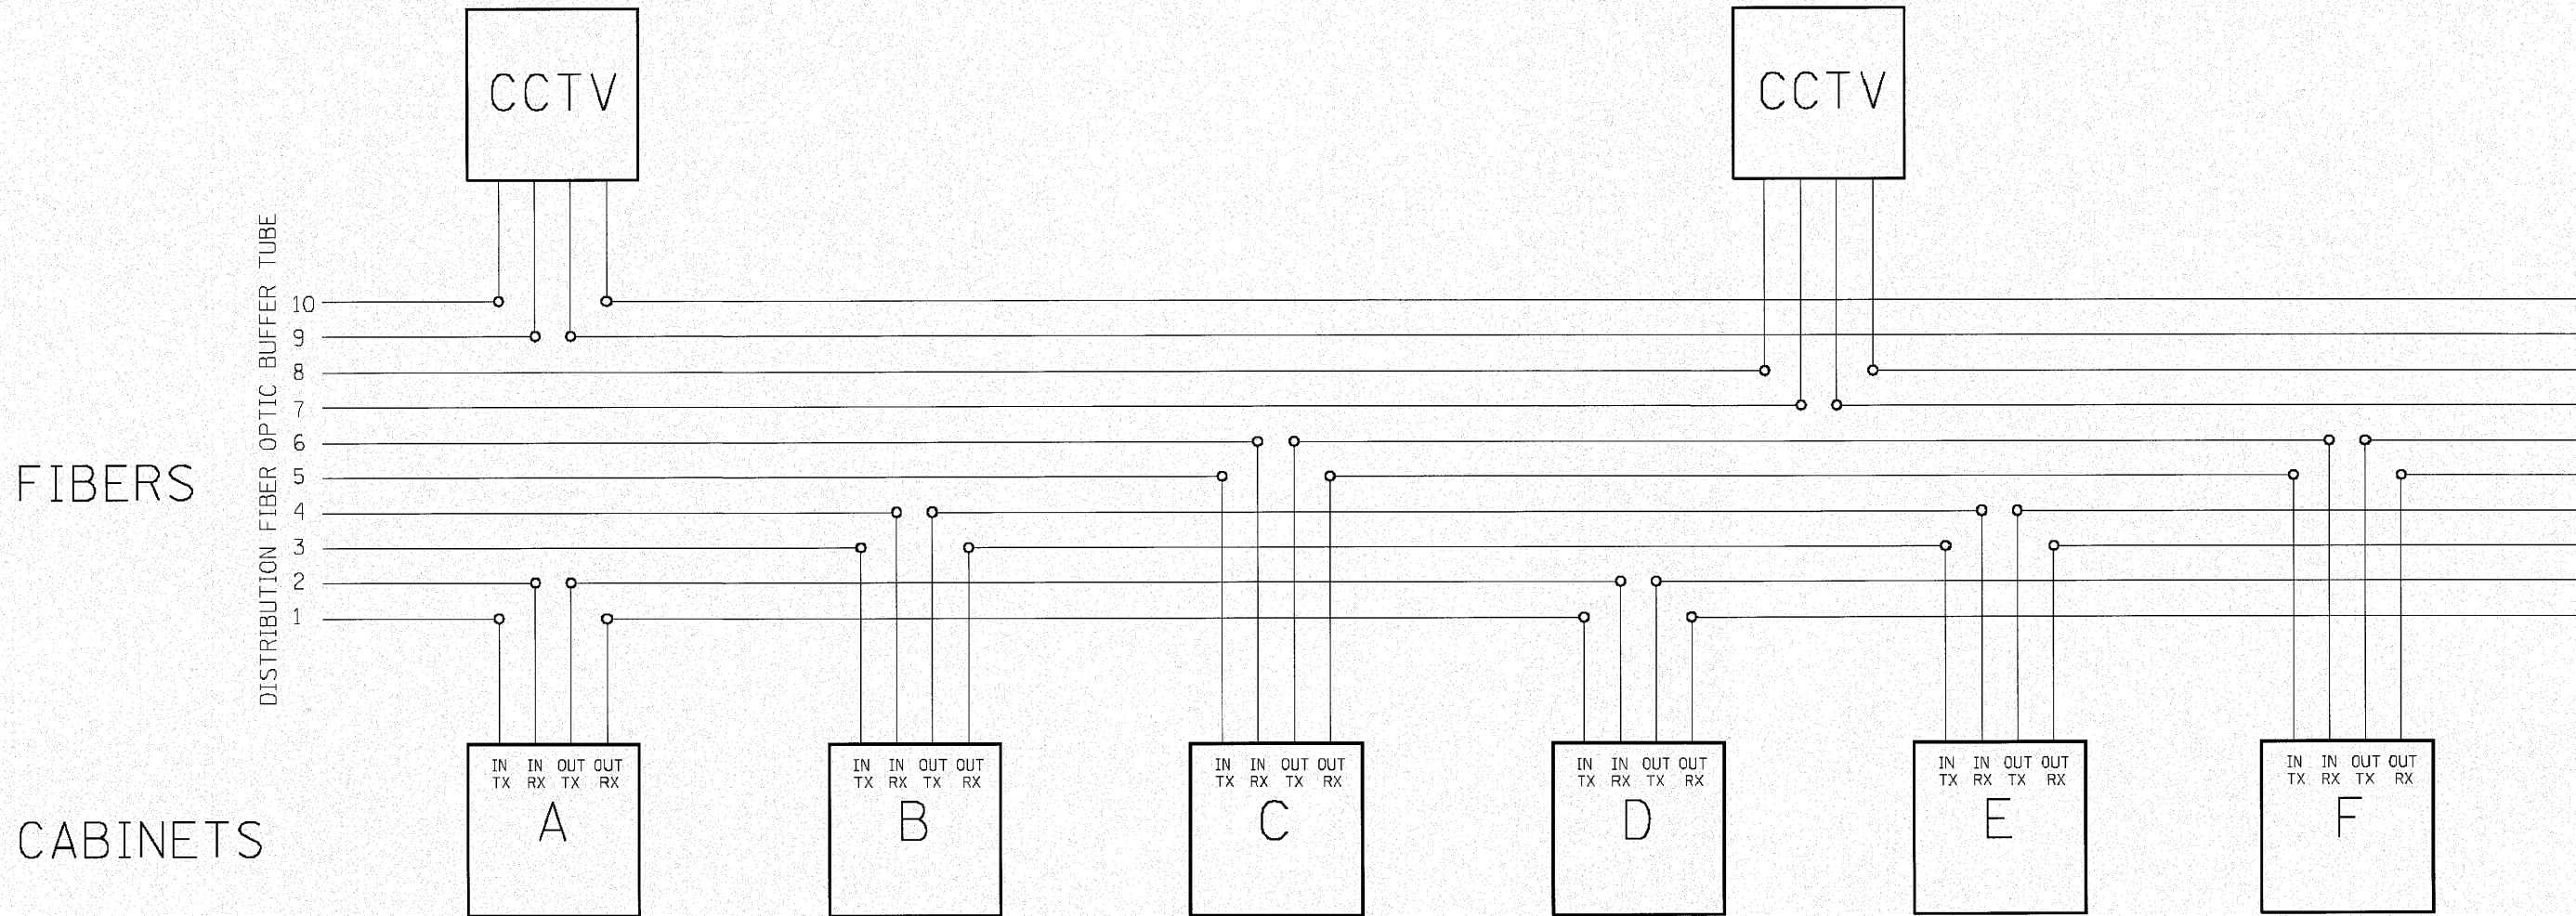 CCTV
CCTV
DISTRIBUTION FIBER OPTIC BUFFER TUBE
10
9
8
7
6
5
4
3
2
1
FIBERS
IN IN OUT OUT
TX RX TX RX
A
IN IN OUT OUT
TX RX TX RX
B
IN IN OUT OUT
TX RX TX RX
C
IN IN OUT OUT
TX RX TX RX
D
IN IN OUT OUT
TX RX TX RX
E
IN IN OUT OUT
TX RX TX RX
F
CABINETS